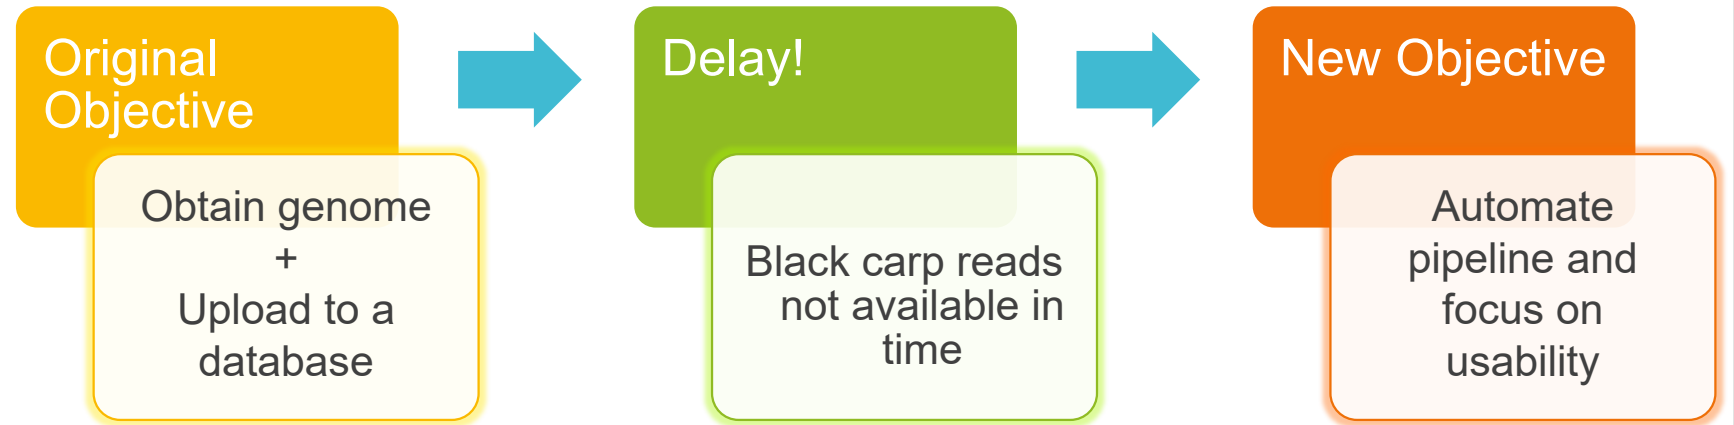 Original
Objective
Obtain genome
+
Upload to a
database
Delay!
Black carp reads
not available in
time
New Objective
Automate
pipeline and
focus on
usability